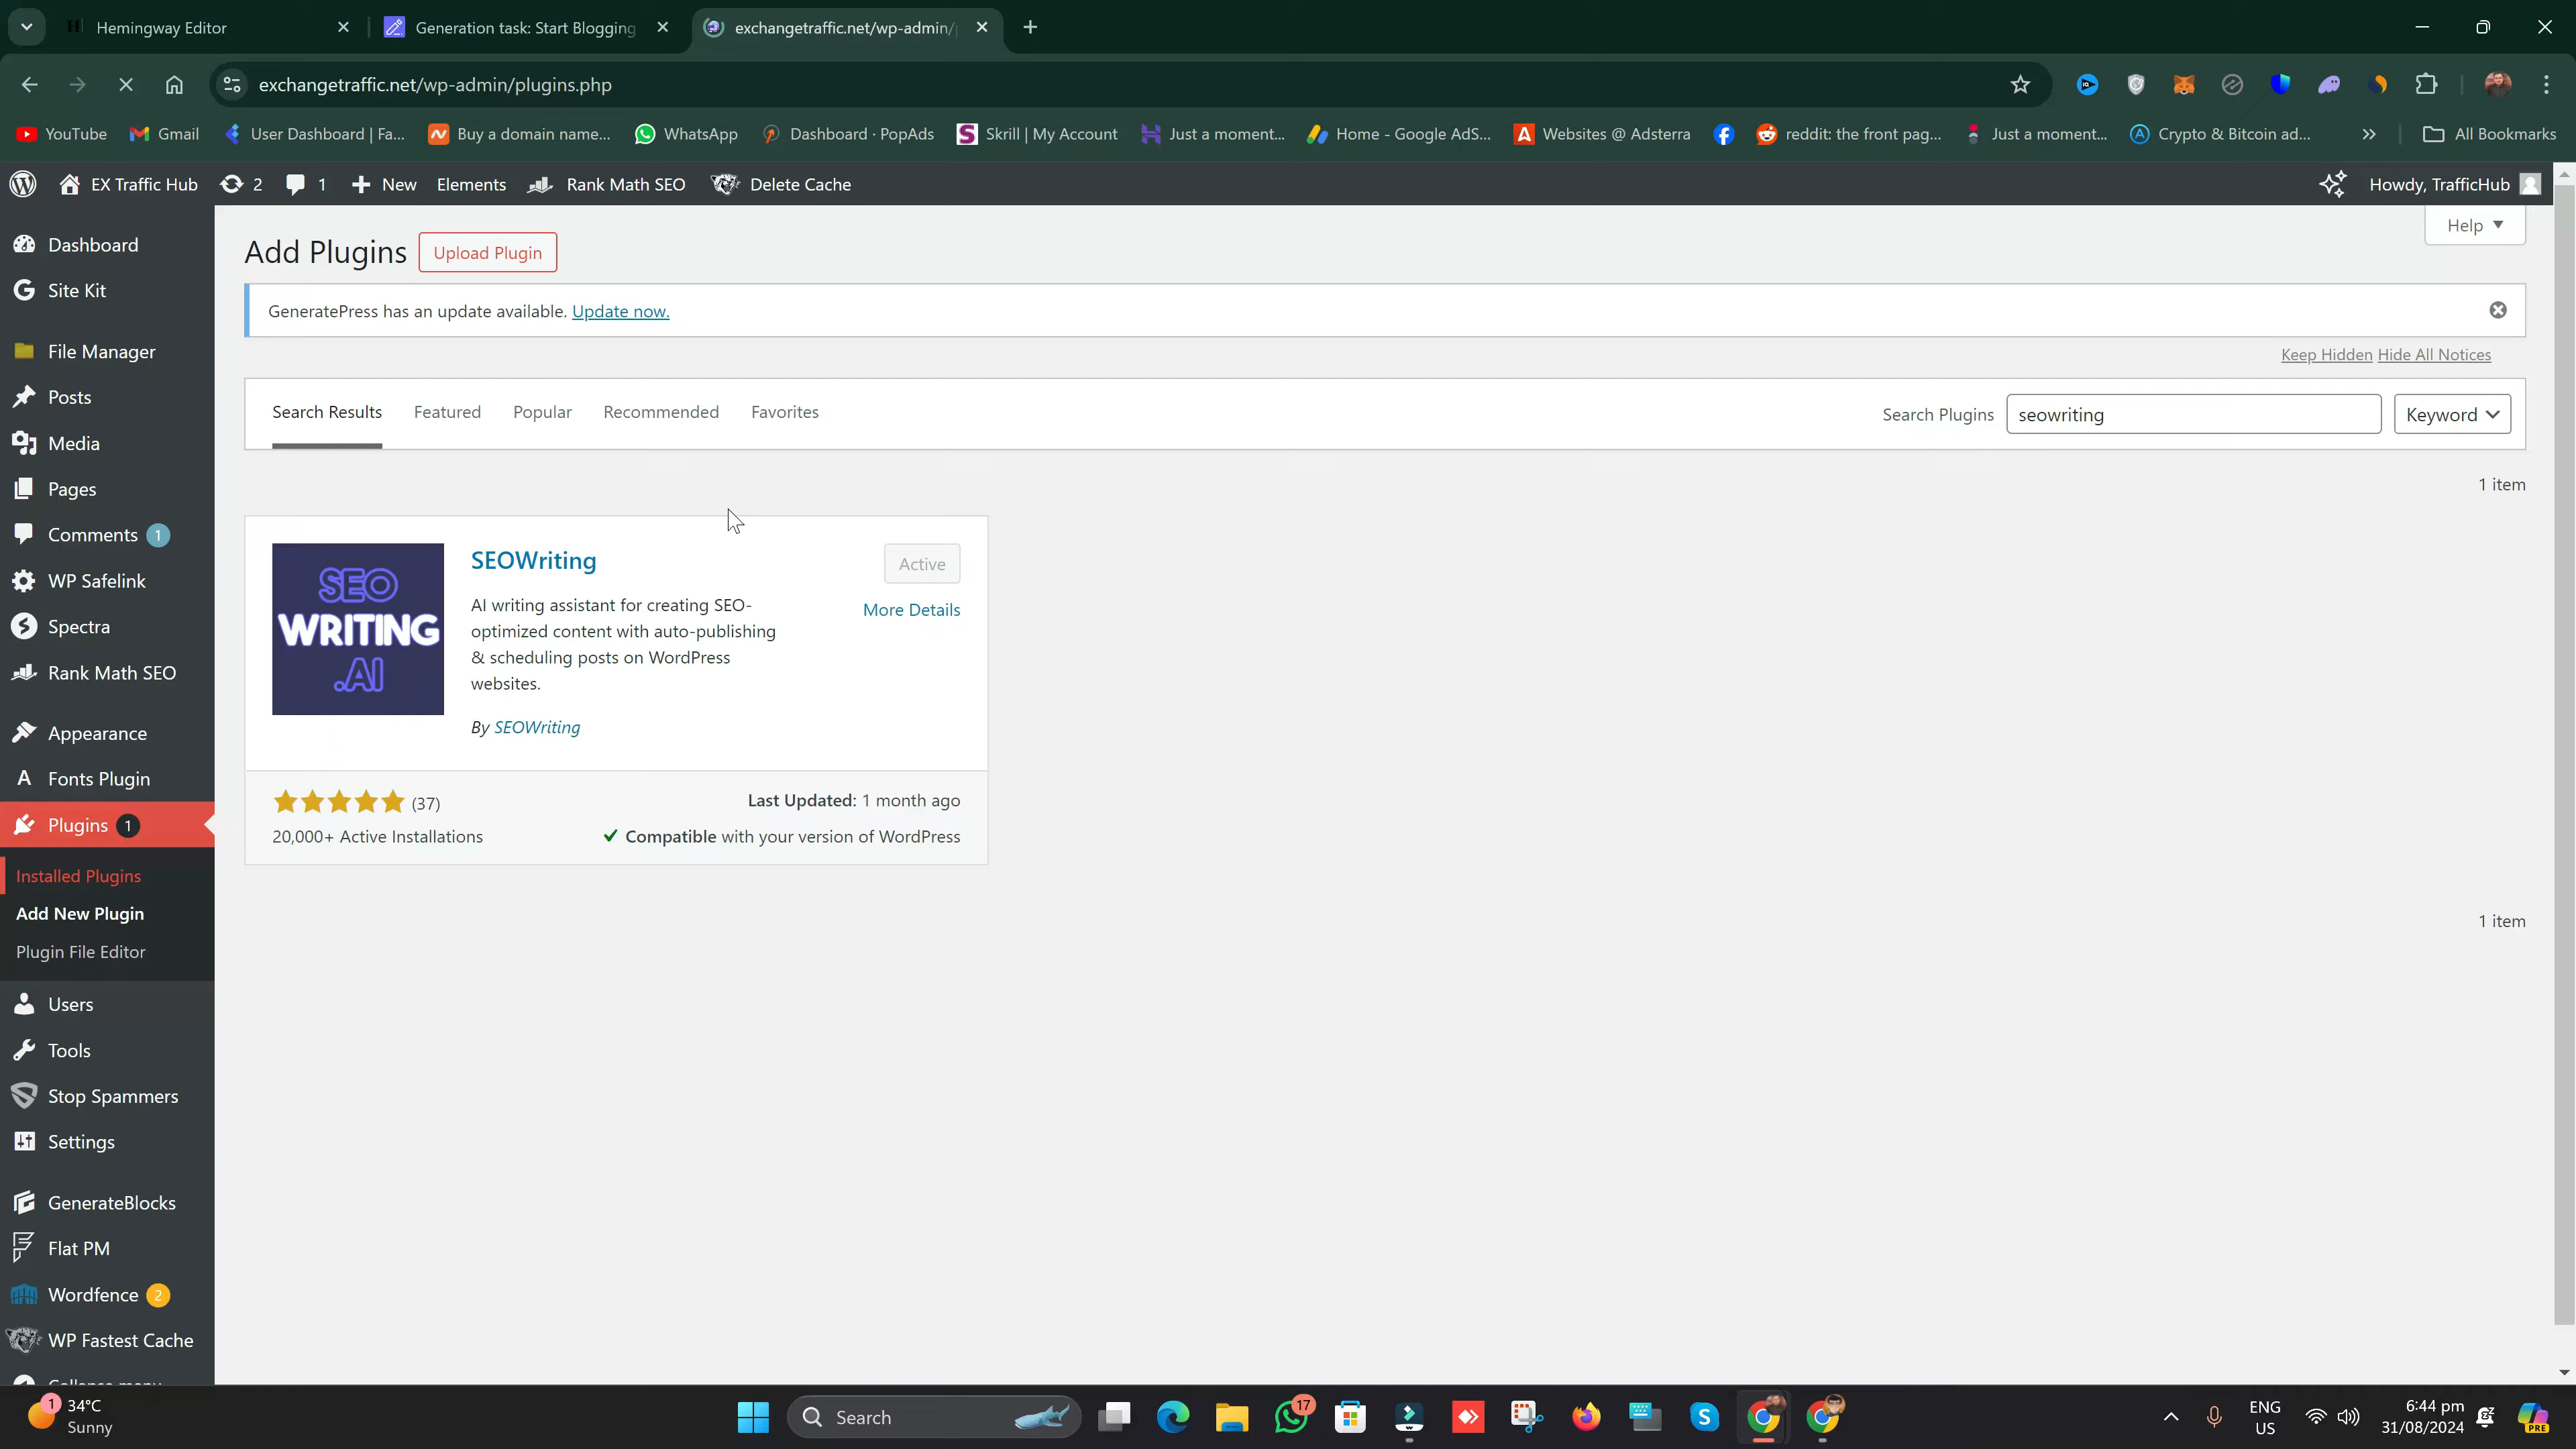 Hemingway Editor
Generation task: Start Blogging
exchangetraffic.net/wp-admin/
exchangetraffic.net/wp-admin/plugins.php
YouTube
Gmail
User Dashboard | Fa...
Buy a domain name...
WhatsApp
Dashboard · PopAds
Skrill | My Account
Just a moment...
Home - Google AdS...
Websites @ Adsterra
reddit: the front pag...
Just a moment...
Crypto & Bitcoin ad...
All Bookmarks
EX Traffic Hub
2
1
New
Elements
Rank Math SEO
Delete Cache
Howdy, TrafficHub
Dashboard
Site Kit
File Manager
Posts
Media
Pages
Comments 1
WP Safelink
Spectra
Rank Math SEO
Appearance
Fonts Plugin
Plugins 1
Installed Plugins
Add New Plugin
Plugin File Editor
Users
Tools
Stop Spammers
Settings
GenerateBlocks
Flat PM
Wordfence 2
WP Fastest Cache
Collapse menu
Help
Add Plugins
Upload Plugin
GeneratePress has an update available. Update now.
Keep Hidden Hide All Notices
Search Results
Featured
Popular
Recommended
Favorites
Search Plugins
seowriting
Keyword
1 item
SEO
WRITING
.AI
SEOWriting
Active
More Details
AI writing assistant for creating SEO-
optimized content with auto-publishing
& scheduling posts on WordPress
websites.
By SEOWriting
(37)
Last Updated: 1 month ago
20,000+ Active Installations
Compatible with your version of WordPress
1 item
1
34°C
Sunny
Search
17
ENG
US
6:44 pm
31/08/2024
PRE